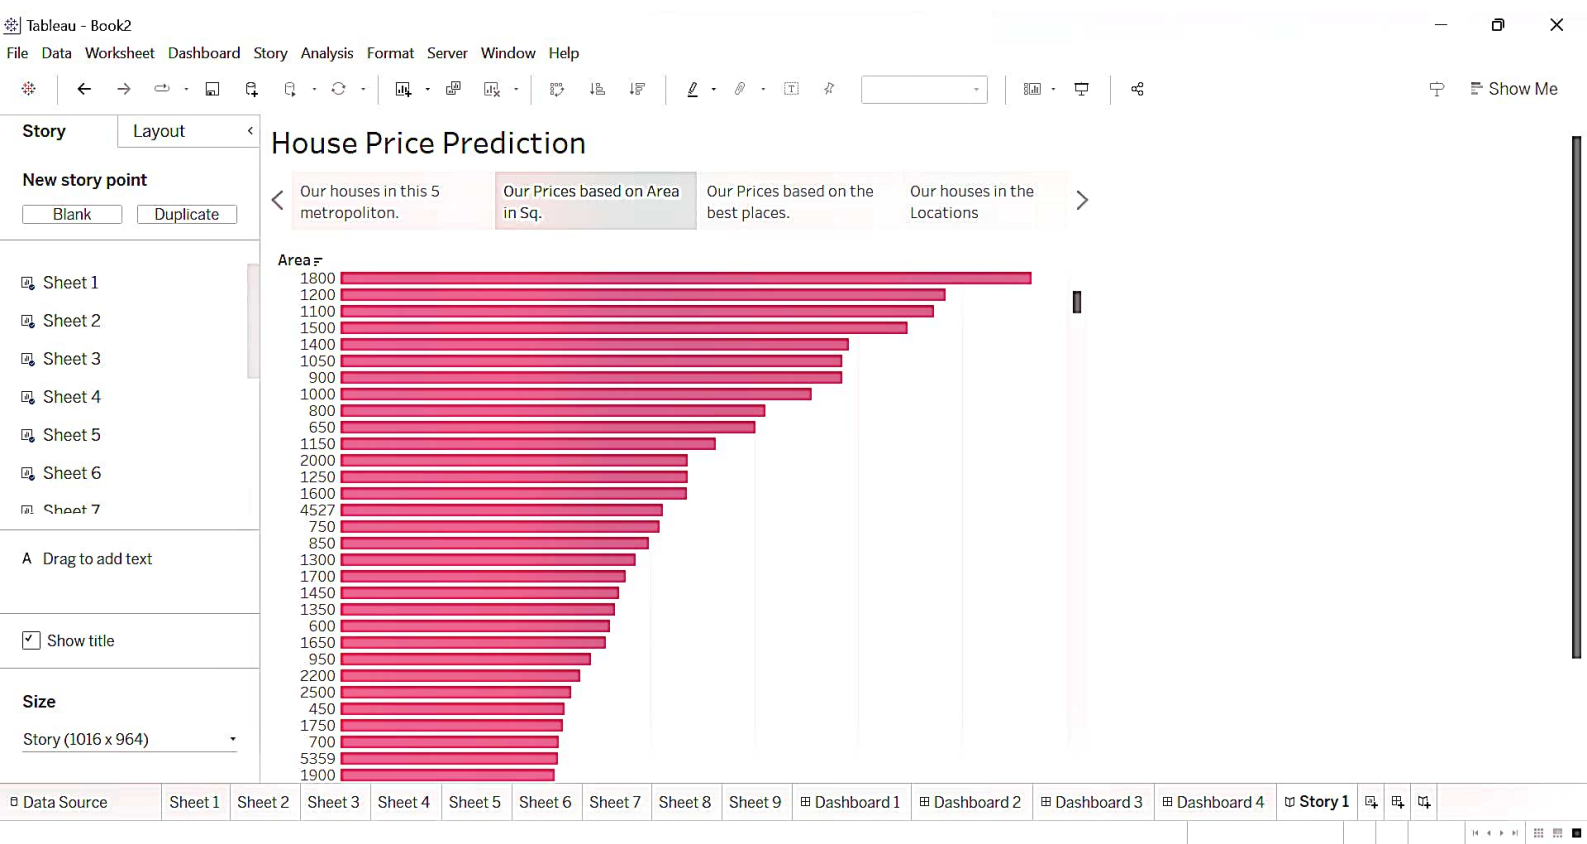 Tableau - Book2
File Data Worksheet Dashboard Story Analysis Format Server Window Help
Show Me
Story Layout
New story point
Blank Duplicate
Sheet 1
Sheet 2
Sheet 3
Sheet 4
Sheet 5
Sheet 6
Sheet 7
A Drag to add text
Show title
Size
Story (1016 x 964)
House Price Prediction
Our houses in this 5
metropoliton.
Our Prices based on Area
in Sq.
Our Prices based on the
best places.
Our houses in the
Locations
Area
1800
1200
1100
1500
1400
1050
900
1000
800
650
1150
2000
1250
1600
4527
750
850
1300
1700
1450
1350
600
1650
950
2200
2500
450
1750
700
5359
1900
Data Source Sheet 1 Sheet 2 Sheet 3 Sheet 4 Sheet 5 Sheet 6 Sheet 7 Sheet 8 Sheet 9 Dashboard 1 Dashboard 2 Dashboard 3 Dashboard 4 Story 1